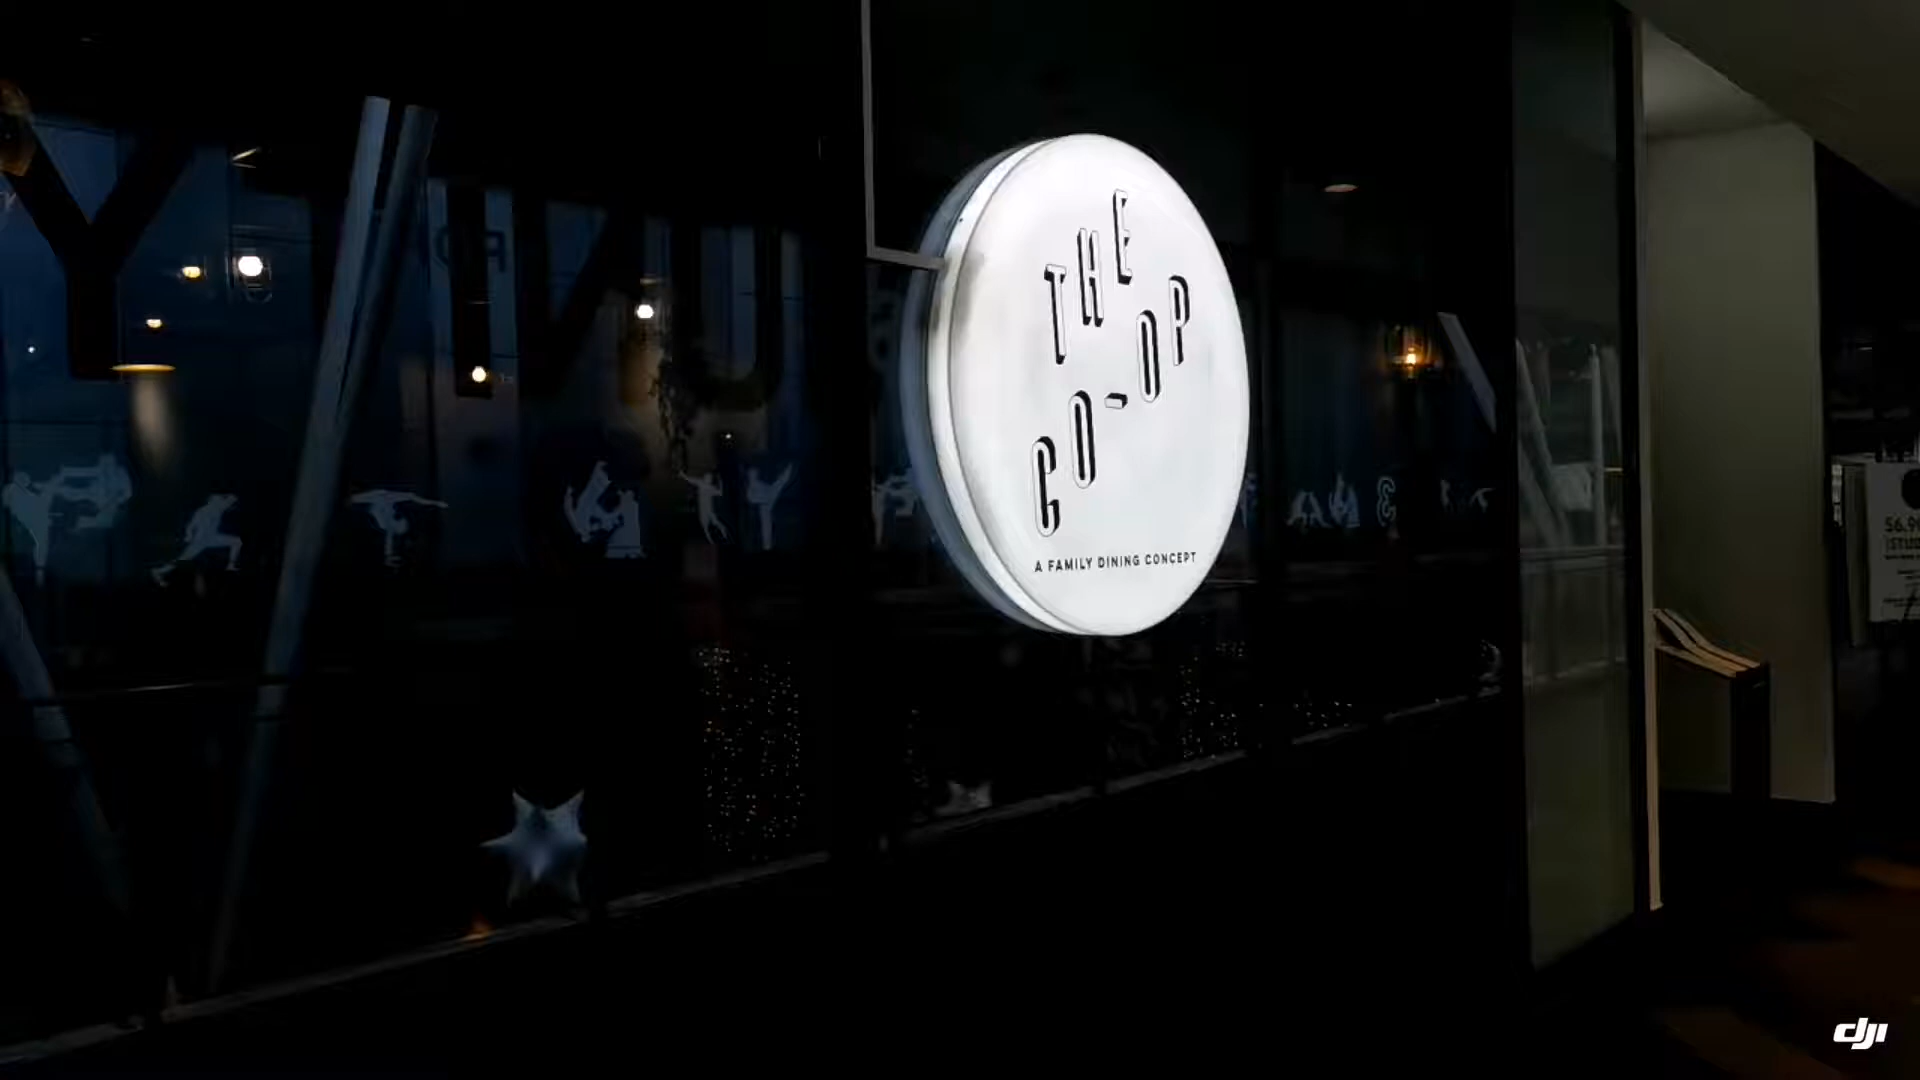 THE
CO-OP
A FAMILY DINING CONCEPT
dji